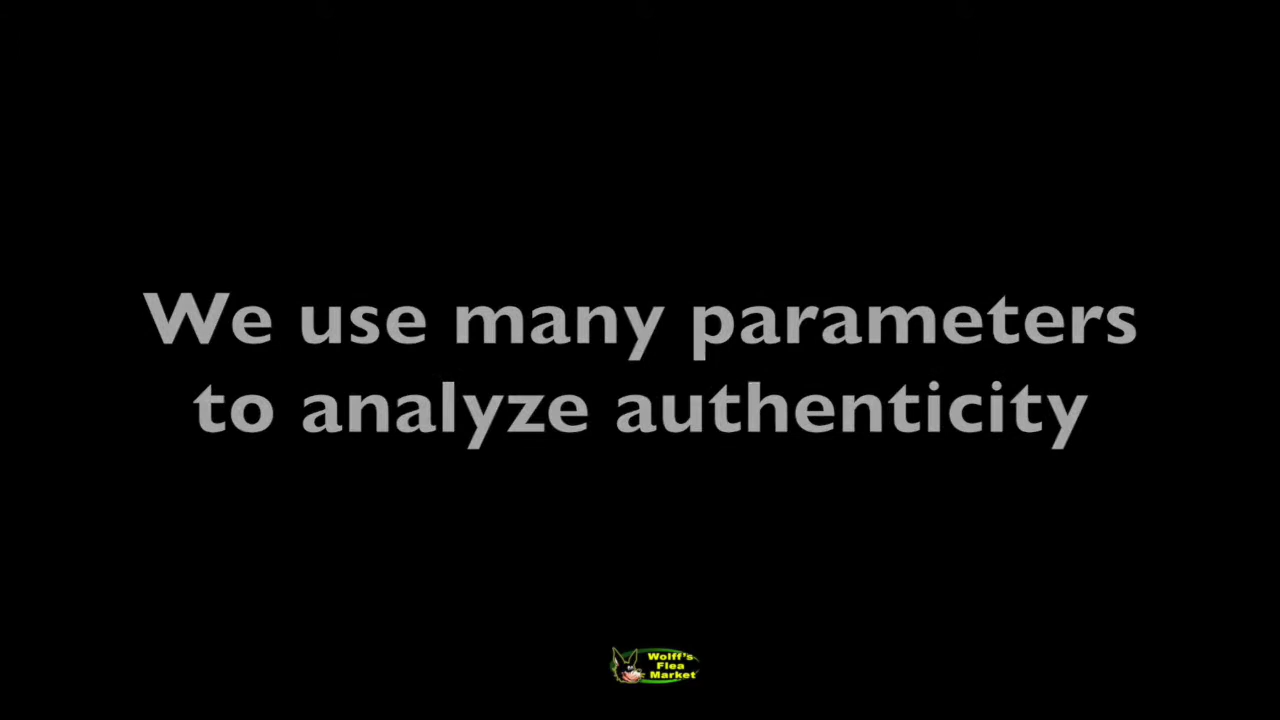 We use many parameters
to analyze authenticity
Wolff's
Flea
Market